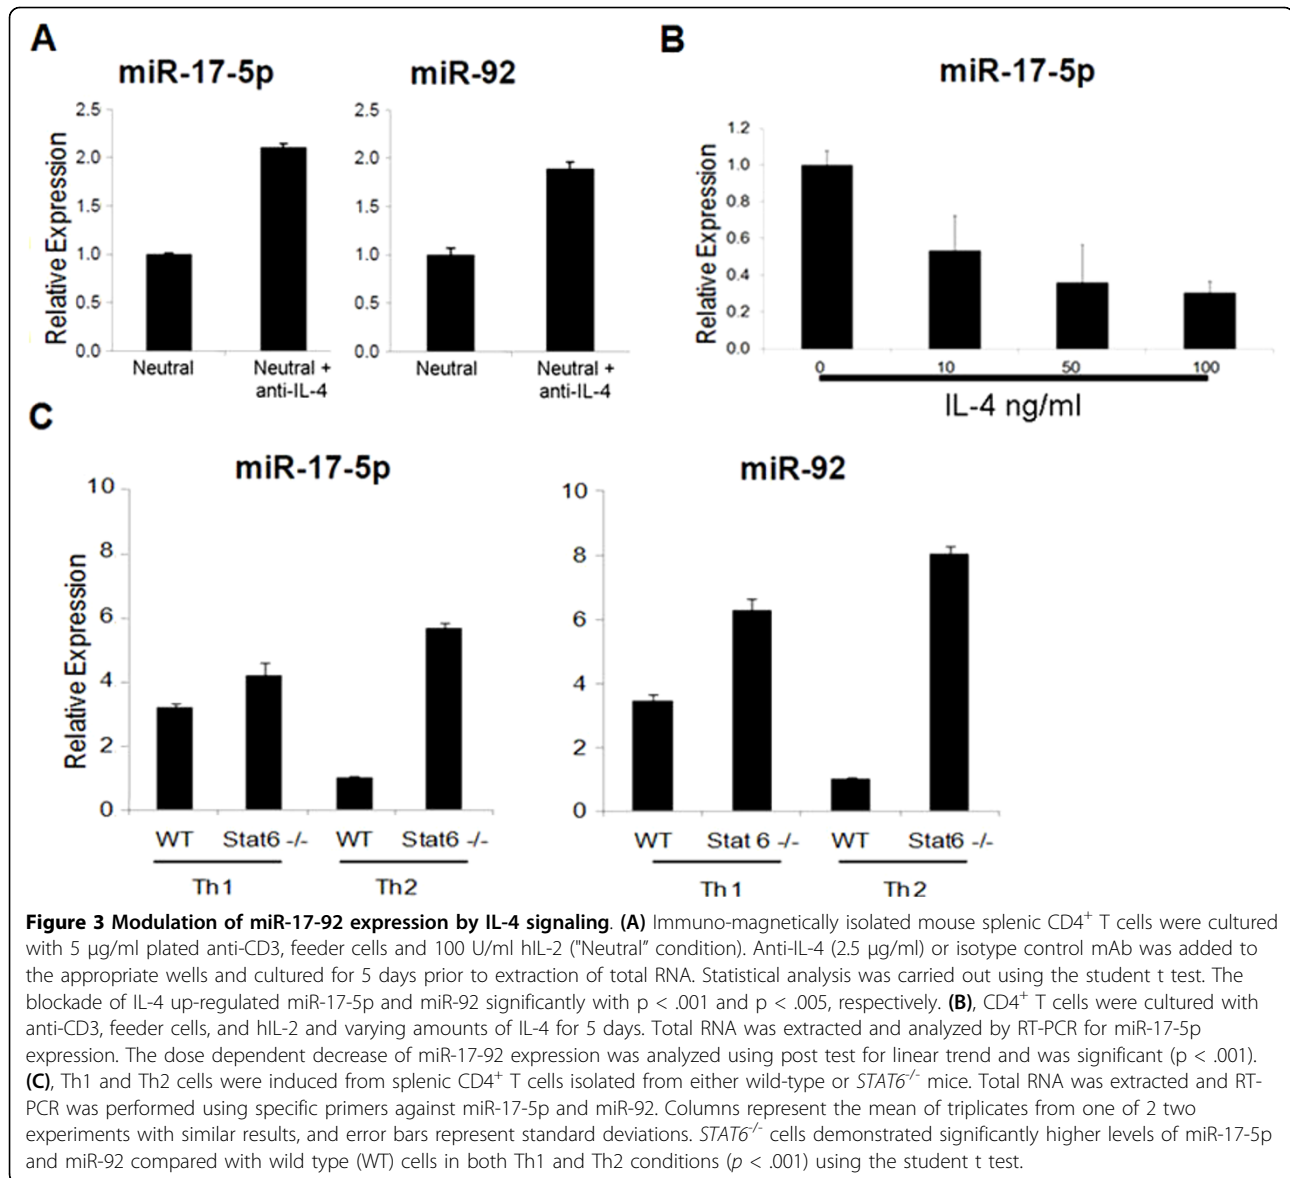 A
miR-17-5p
miR-92
Relative Expression
2.5
2.0
1.5
1.0
0.5
0.0
Neutral
Neutral +
anti-IL-4
2.5
2.0
1.5
1.0
0.5
0.0
Neutral
Neutral +
anti-IL-4
B
miR-17-5p
Relative Expression
1.2
1.0
0.8
0.6
0.4
0.2
0.0
0 10 50 100
IL-4 ng/ml
C
miR-17-5p
Relative Expression
10
8
6
4
2
0
WT Stat6 -/- WT Stat6 -/-
Th1 Th2
miR-92
10
8
6
4
2
0
WT Stat 6 -/- WT Stat6 -/-
Th1 Th2
Figure 3 Modulation of miR-17-92 expression by IL-4 signaling. (A) Immuno-magnetically isolated mouse splenic CD4+ T cells were cultured
with 5 μg/ml plated anti-CD3, feeder cells and 100 U/ml hIL-2 ("Neutral" condition). Anti-IL-4 (2.5 μg/ml) or isotype control mAb was added to
the appropriate wells and cultured for 5 days prior to extraction of total RNA. Statistical analysis was carried out using the student t test. The
blockade of IL-4 up-regulated miR-17-5p and miR-92 significantly with p < .001 and p < .005, respectively. (B), CD4+ T cells were cultured with
anti-CD3, feeder cells, and hIL-2 and varying amounts of IL-4 for 5 days. Total RNA was extracted and analyzed by RT-PCR for miR-17-5p
expression. The dose dependent decrease of miR-17-92 expression was analyzed using post test for linear trend and was significant (p < .001).
(C), Th1 and Th2 cells were induced from splenic CD4+ T cells isolated from either wild-type or STAT6-/- mice. Total RNA was extracted and RT-
PCR was performed using specific primers against miR-17-5p and miR-92. Columns represent the mean of triplicates from one of 2 two
experiments with similar results, and error bars represent standard deviations. STAT6-/- cells demonstrated significantly higher levels of miR-17-5p
and miR-92 compared with wild type (WT) cells in both Th1 and Th2 conditions (p < .001) using the student t test.